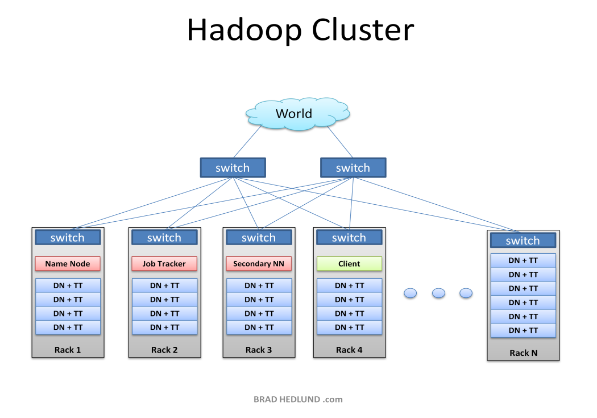 Hadoop Cluster
World
switch
switch
switch
switch
switch
switch
switch
Name Node
Job Tracker
Secondary NN
Client
DN + TT
DN + TT
DN + TT
DN + TT
Rack 1
DN + TT
DN + TT
DN + TT
DN + TT
Rack 2
DN + TT
DN + TT
DN + TT
DN + TT
Rack 3
DN + TT
DN + TT
DN + TT
DN + TT
Rack 4
DN + TT
DN + TT
DN + TT
DN + TT
DN + TT
DN + TT
Rack N
BRAD HEDLUND .com